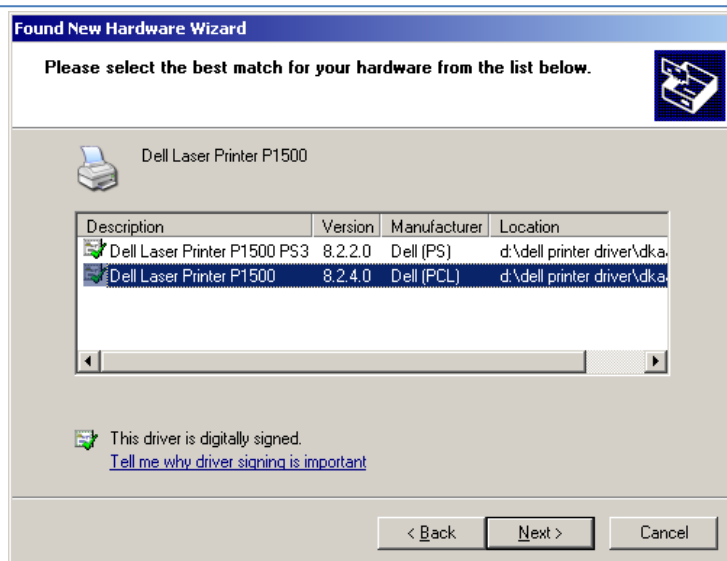 Found New Hardware Wizard
Please select the best match for your hardware from the list below.
Dell Laser Printer P1500
Description Version Manufacturer Location
Dell Laser Printer P1500 PS3 8.2.2.0 Dell (PS) d:\dell printer driver\dka
Dell Laser Printer P1500 8.2.4.0 Dell (PCL) d:\dell printer driver\dka
This driver is digitally signed.
Tell me why driver signing is important
< Back Next > Cancel